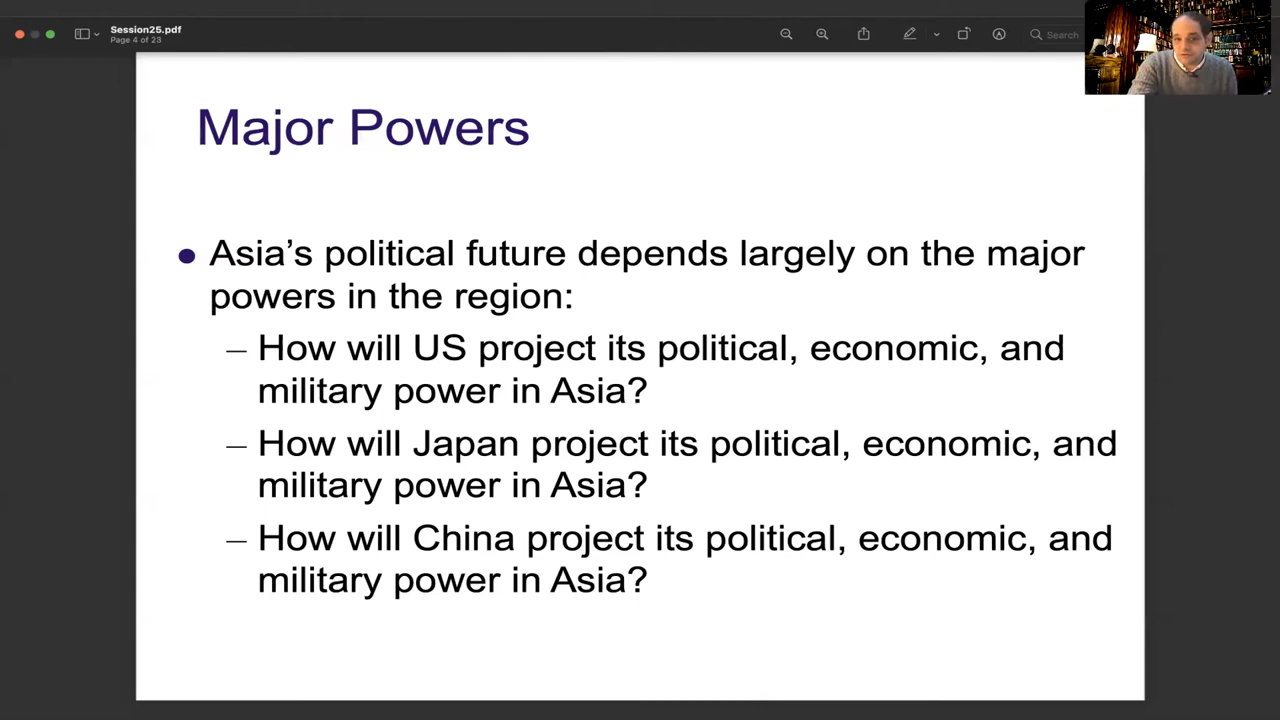 Session25.pdf
Page 4 of 23
Search
Major Powers
● Asia’s political future depends largely on the major
powers in the region:
– How will US project its political, economic, and
military power in Asia?
– How will Japan project its political, economic, and
military power in Asia?
– How will China project its political, economic, and
military power in Asia?